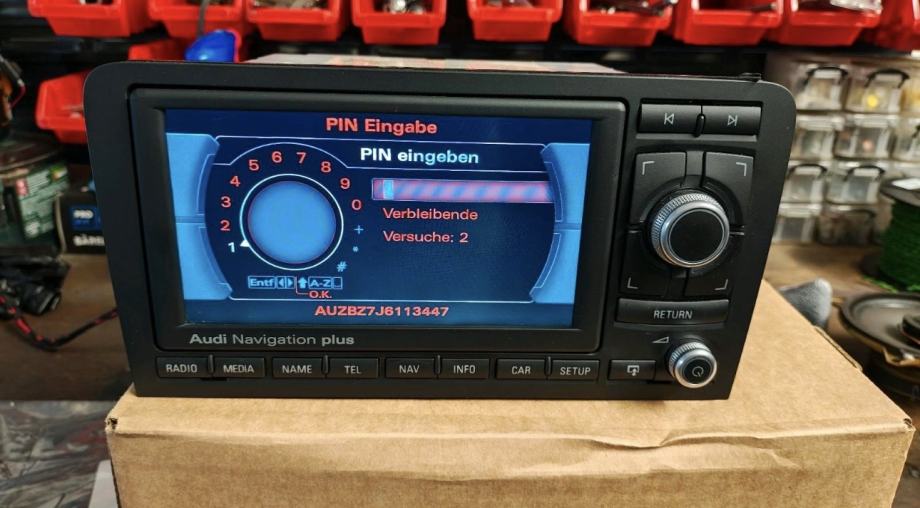 PIN Eingabe
PIN eingeben
1 2 3 4 5 6 7 8 9 0 + * #
Verbleibende
Versuche: 2
Entf A-Z
O.K.
AUZBZ7J6113447
Audi Navigation plus
RADIO MEDIA NAME TEL NAV INFO CAR SETUP
RETURN
PRO